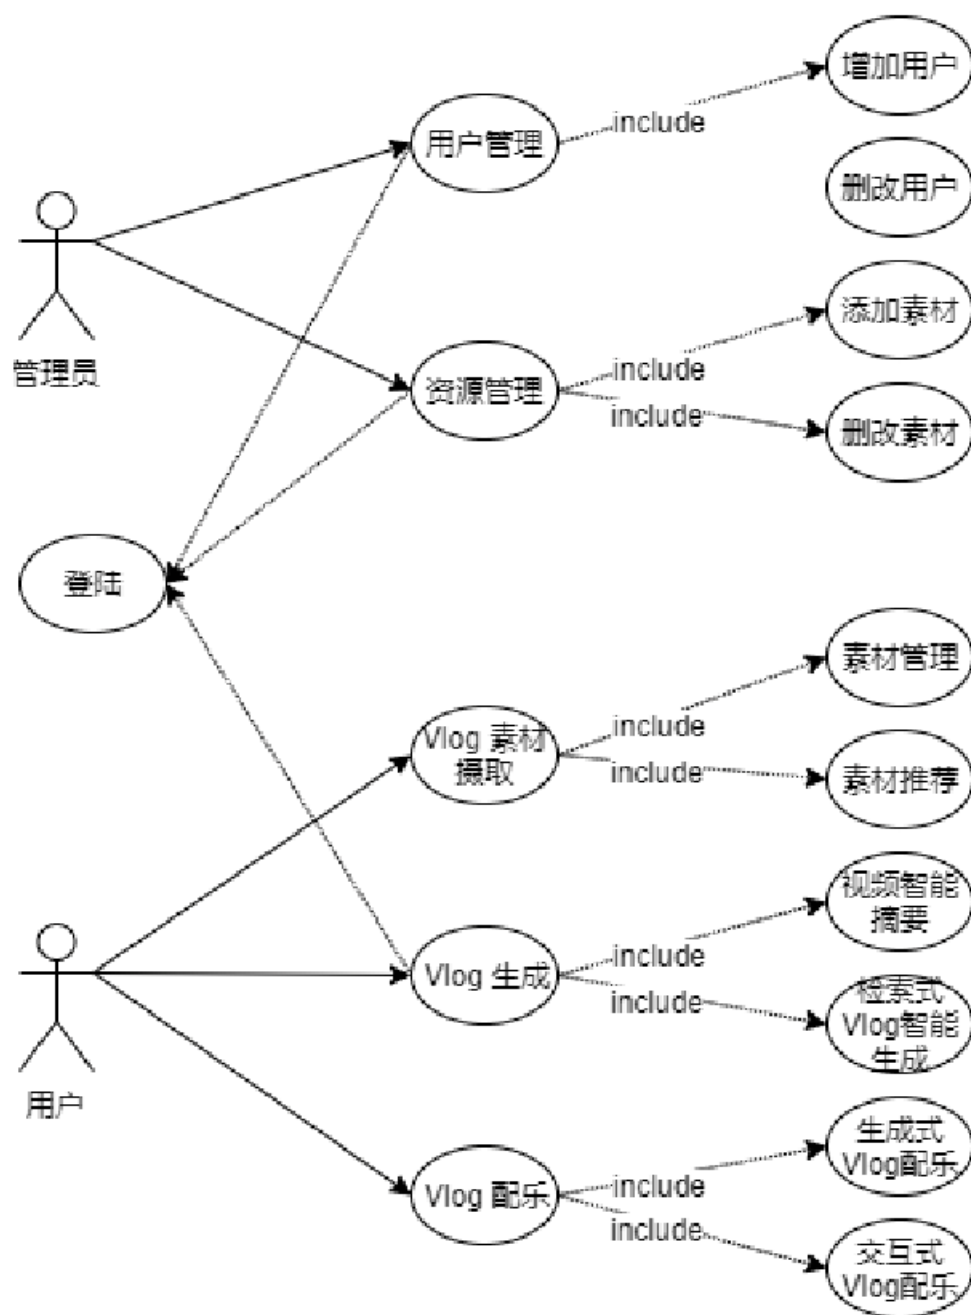 增加用户
用户管理
include
删改用户
管理员
添加素材
资源管理
include
include
删改素材
登陆
素材管理
Vlog 素材
摄取
include
include
素材推荐
视频智能
摘要
Vlog 生成
include
include
检索式
Vlog智能
生成
用户
生成式
Vlog配乐
Vlog 配乐
include
include
交互式
Vlog配乐